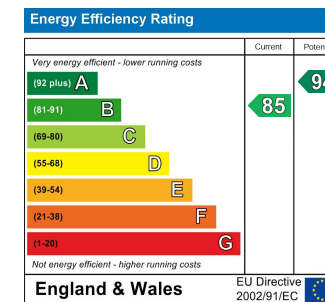 Energy Efficiency Rating
Current Poten
Very energy efficient - lower running costs
(92 plus) A
94
(81-91) B
85
(69-80) C
(55-68) D
(39-54) E
(21-38) F
(1-20) G
Not energy efficient - higher running costs
England & Wales
EU Directive
2002/91/EC